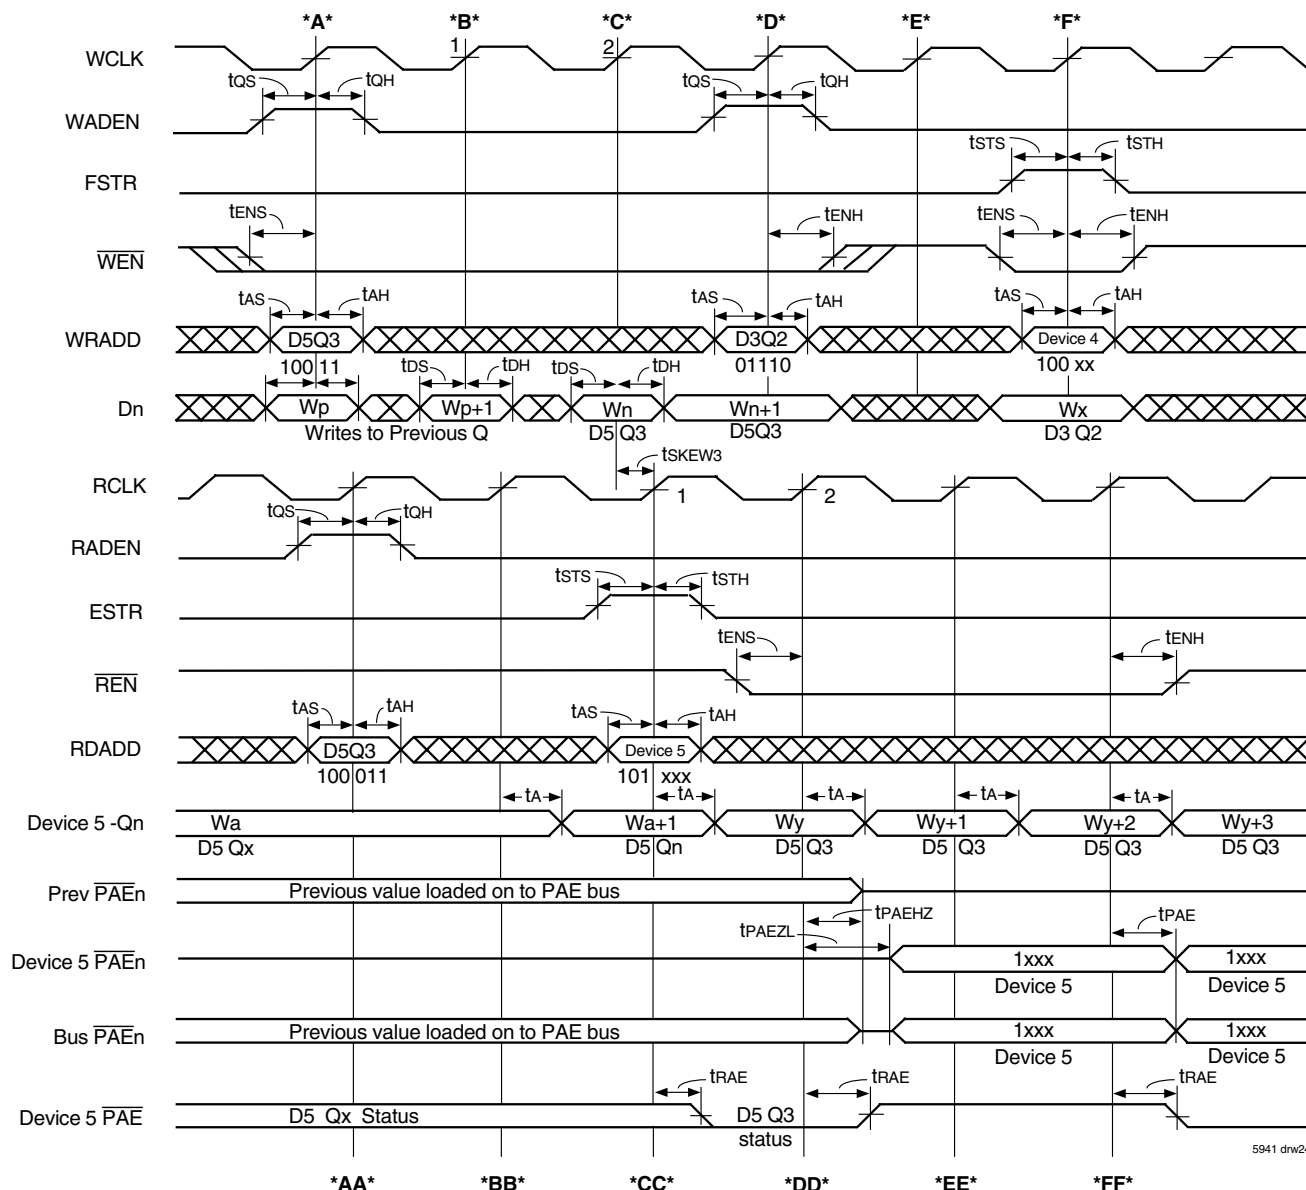 *A* *B* *C* *D* *E* *F*
WCLK 1 2
tQS tQH tQS tQH
WADEN
tSTS tSTH
FSTR
tENS tENH tENS tENH
WEN
tAS tAH tAS tAH tAS tAH
WRADD D5Q3 D3Q2 Device 4
100 11 01110 100 xx
tDS tDH tDS tDH
Dn Wp Wp+1 Wn Wn+1 Wx
Writes to Previous Q D5 Q3 D5Q3 D3 Q2
tSKEW3
RCLK 1 2
tQS tQH
RADEN
tSTS tSTH
ESTR
tENS tENH
REN
tAS tAH tAS tAH
RDADD D5Q3 Device 5
100 011 101 xxx
tA tA tA tA tA
Device 5 -Qn Wa Wa+1 Wy Wy+1 Wy+2 Wy+3
D5 Qx D5 Qn D5 Q3 D5 Q3 D5 Q3 D5 Q3
Prev PAEn Previous value loaded on to PAE bus
tPAEHZ tPAE
tPAEZL
Device 5 PAEn 1xxx 1xxx
Device 5 Device 5
Bus PAEn Previous value loaded on to PAE bus 1xxx 1xxx
Device 5 Device 5
tRAE tRAE tRAE
Device 5 PAE D5 Qx Status D5 Q3
status
5941 drw24
*AA* *BB* *CC* *DD* *EE* *FF*